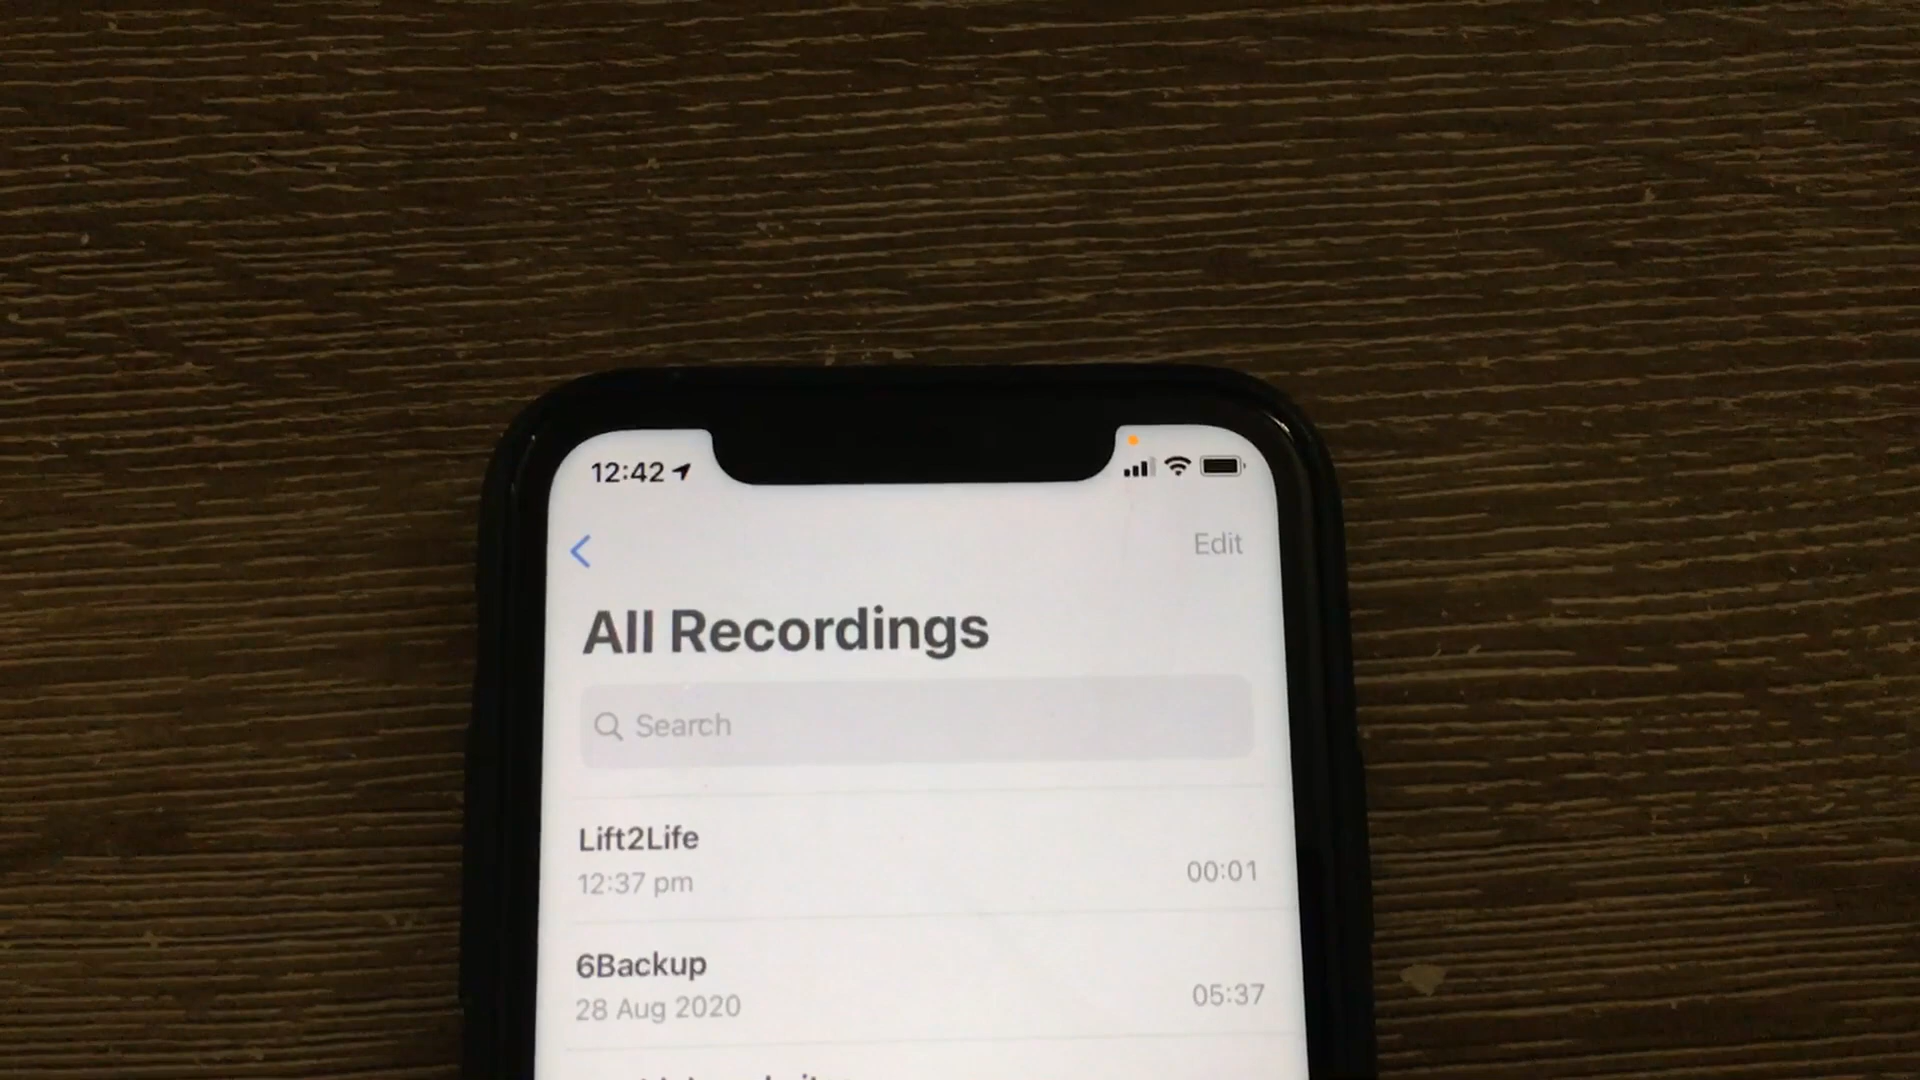 12:42
Edit
All Recordings
Search
Lift2Life
12:37 pm
00:01
6Backup
28 Aug 2020
05:37